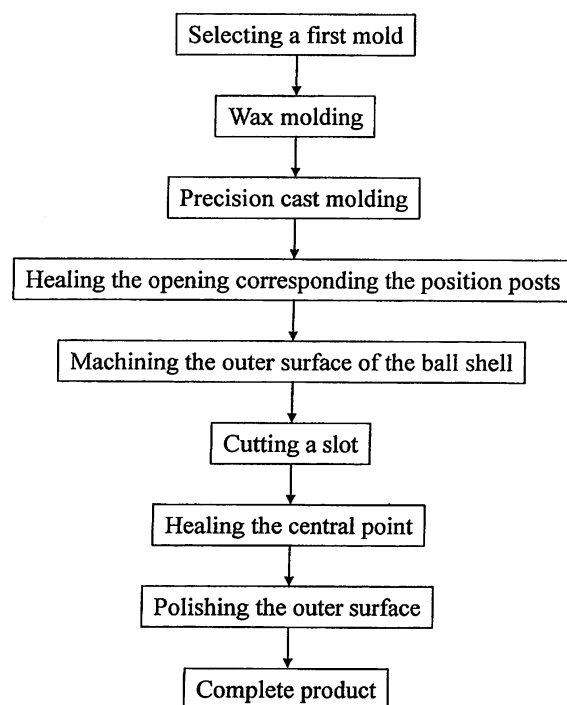 Selecting a first mold
Wax molding
Precision cast molding
Healing the opening corresponding the position posts
Machining the outer surface of the ball shell
Cutting a slot
Healing the central point
Polishing the outer surface
Complete product